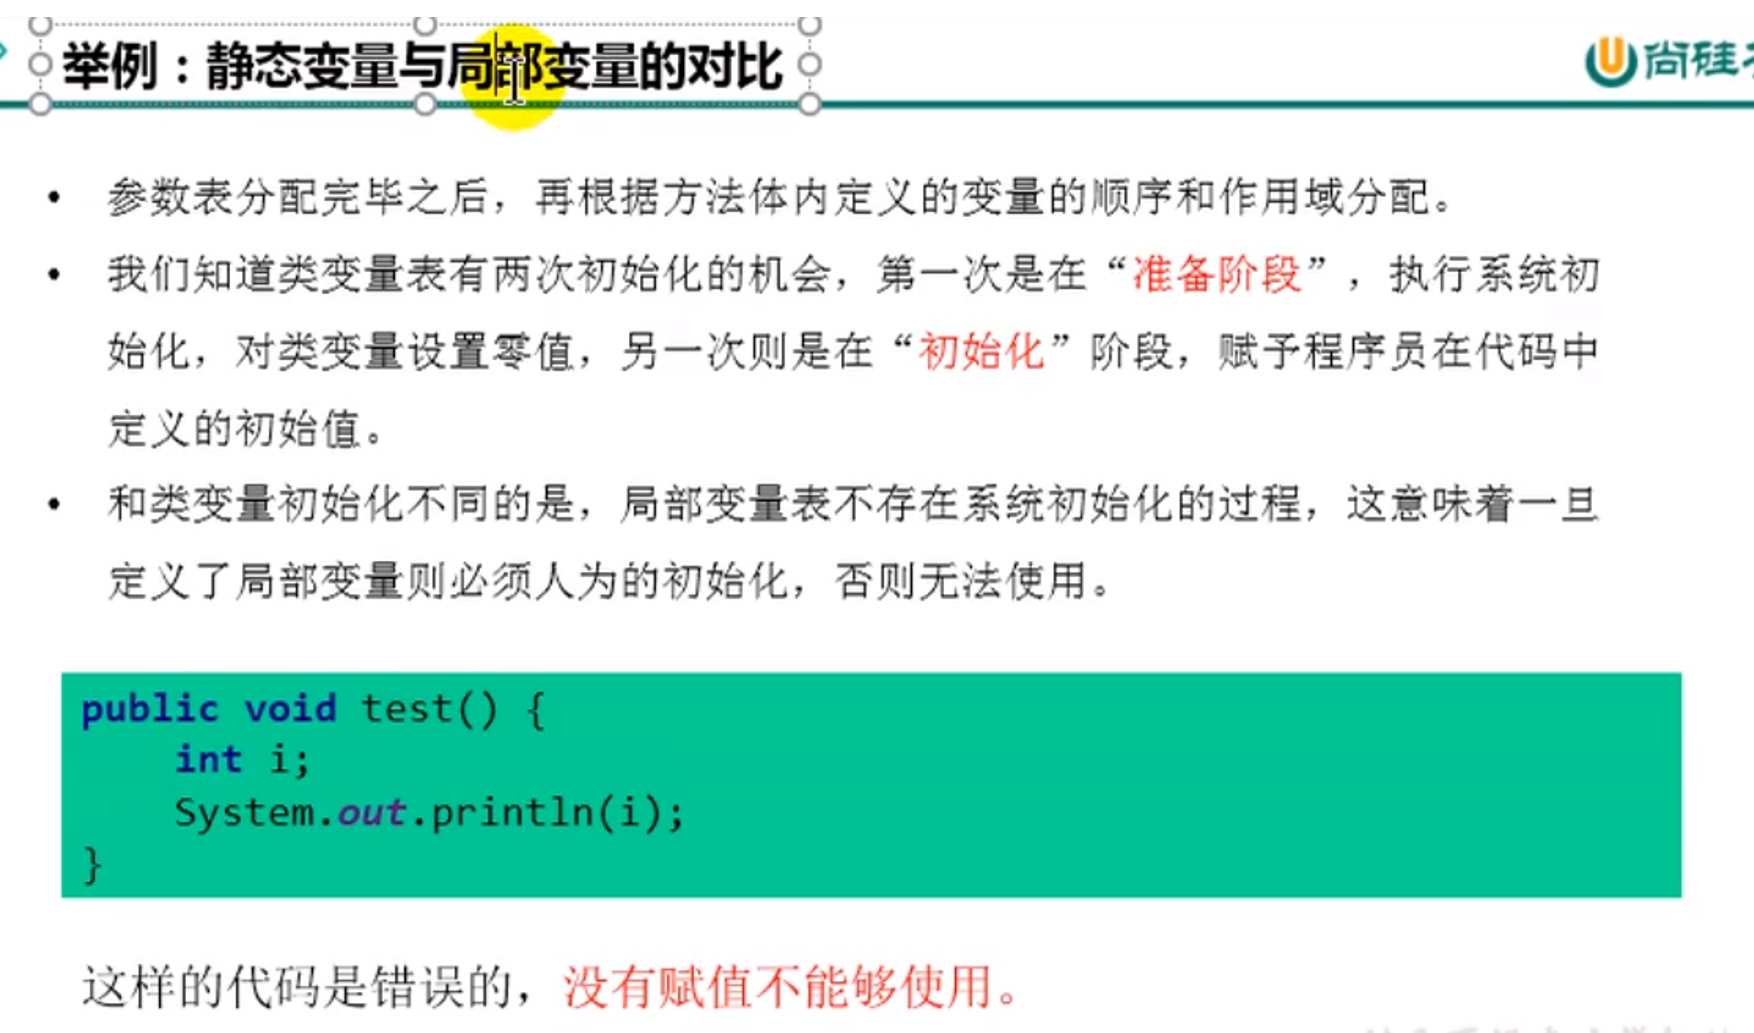 举例：静态变量与局部变量的对比
尚硅
• 参数表分配完毕之后，再根据方法体内定义的变量的顺序和作用域分配。
• 我们知道类变量表有两次初始化的机会，第一次是在“准备阶段”，执行系统初
始化，对类变量设置零值，另一次则是在“初始化”阶段，赋予程序员在代码中
定义的初始值。
• 和类变量初始化不同的是，局部变量表不存在系统初始化的过程，这意味着一旦
定义了局部变量则必须人为的初始化，否则无法使用。
public void test() {
    int i;
    System.out.println(i);
}
这样的代码是错误的，没有赋值不能够使用。